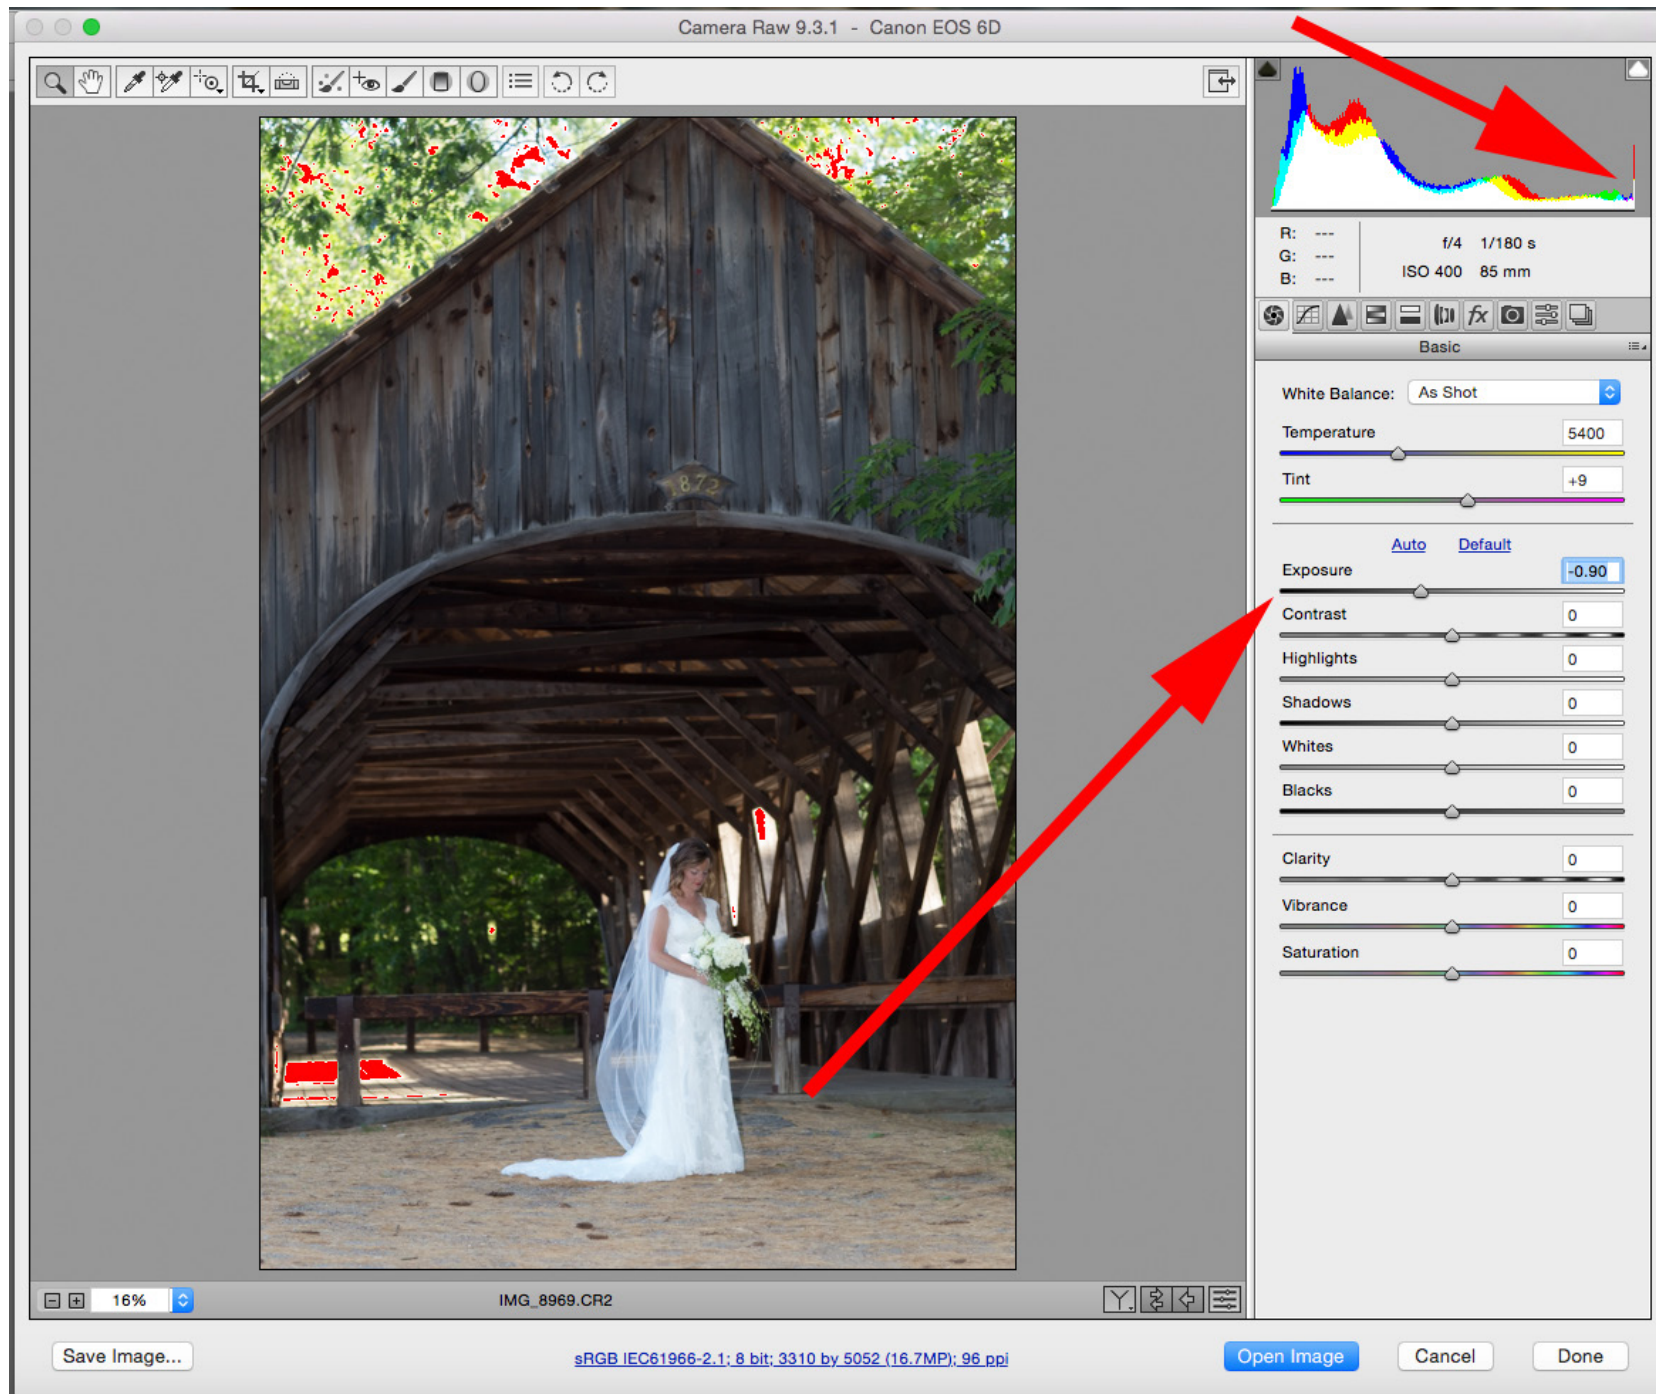 Camera Raw 9.3.1 - Canon EOS 6D
R: ---
G: ---
B: ---
f/4 1/180 s
ISO 400 85 mm
fx
Basic
White Balance: As Shot
Temperature 5400
Tint +9
Auto Default
Exposure -0.90
Contrast 0
Highlights 0
Shadows 0
Whites 0
Blacks 0
Clarity 0
Vibrance 0
Saturation 0
1872
16%
IMG_8969.CR2
Y
Save Image...
sRGB IEC61966-2.1; 8 bit; 3310 by 5052 (16.7MP); 96 ppi
Open Image
Cancel
Done